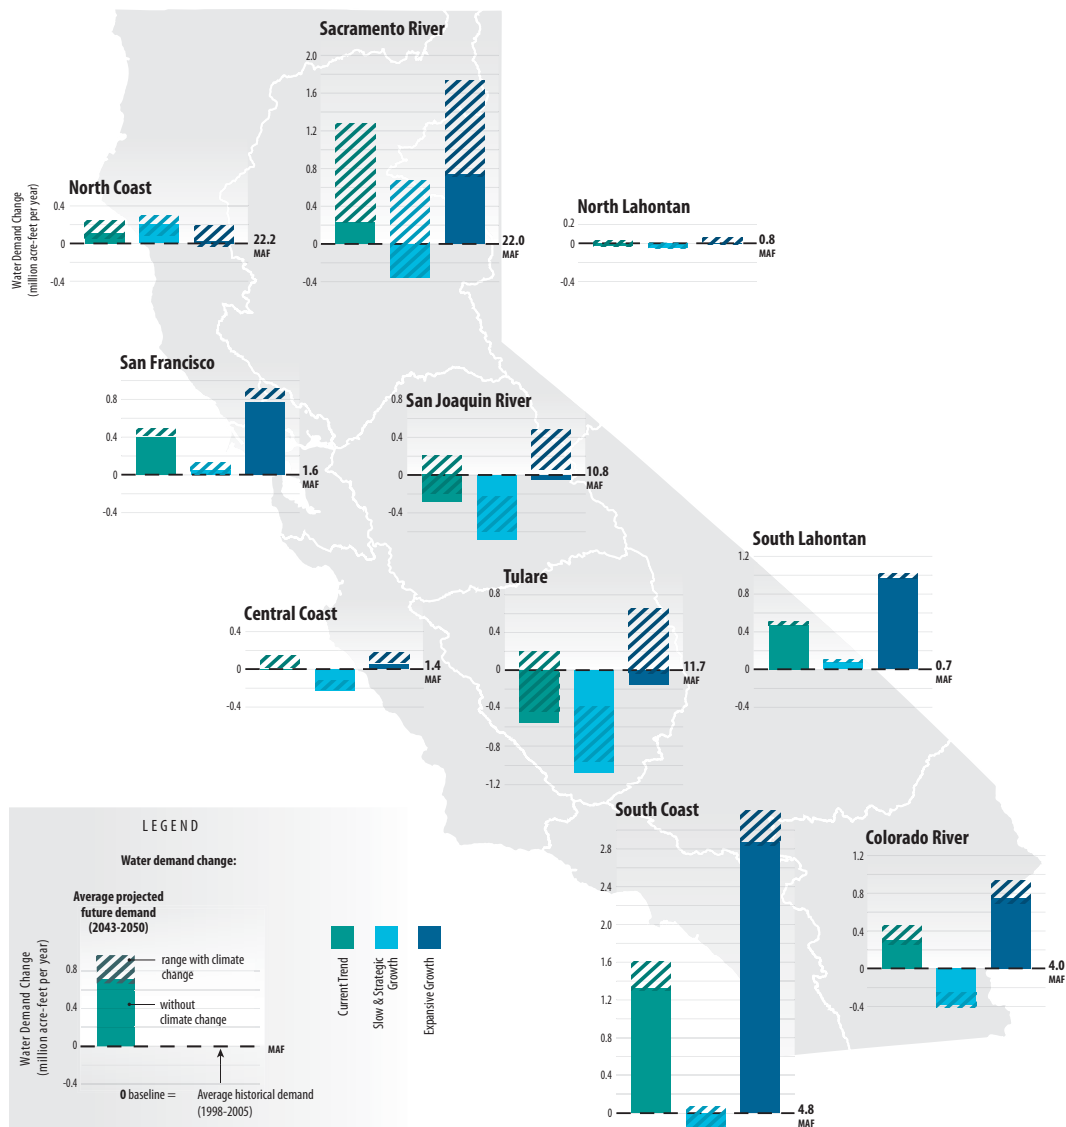 Sacramento River
2.0
1.6
1.2
0.8
0.4
0
-0.4
22.0
MAF
North Coast
Water Demand Change
(million acre-feet per year)
0.4
0
-0.4
22.2
MAF
North Lahontan
0.2
0
-0.4
0.8
MAF
San Francisco
0.8
0.4
0
-0.4
1.6
MAF
San Joaquin River
0.8
0.4
0
-0.4
10.8
MAF
South Lahontan
1.2
0.8
0.4
0
-0.4
0.7
MAF
Tulare
0.8
0.4
0
-0.4
-0.8
-1.2
11.7
MAF
Central Coast
0.4
0
-0.4
1.4
MAF
South Coast
2.8
2.4
2.0
1.6
1.2
0.8
0.4
0
4.8
MAF
Colorado River
1.2
0.8
0.4
0
-0.4
4.0
MAF
LEGEND
Water demand change:
Average projected
future demand
(2043-2050)
Water Demand Change
(million acre-feet per year)
0.8
0.4
0
-0.4
range with climate
change
without
climate change
MAF
0 baseline =
Average historical demand
(1998-2005)
Current Trend
Slow & Strategic
Growth
Expansive Growth